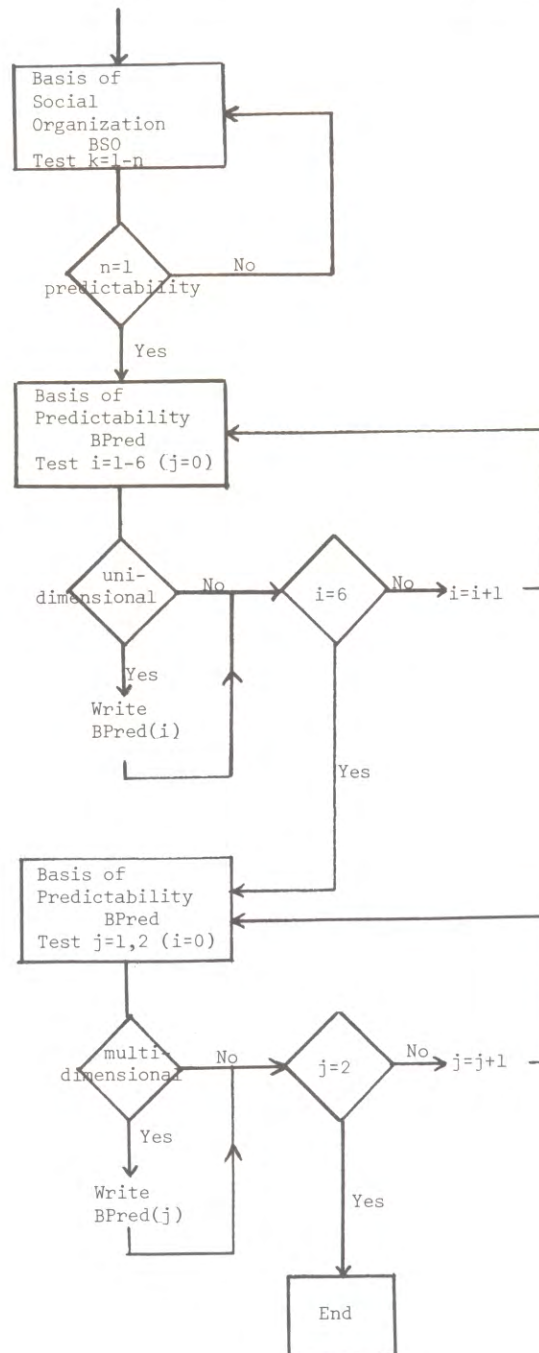 Basis of
Social
Organization
BSO
Test k=1-n
n=1
predictability
No
Yes
Basis of
Predictability
BPred
Test i=1-6 (j=0)
uni-
dimensional
No
i=6
No
i=i+1
Yes
Write
BPred(i)
Yes
Basis of
Predictability
BPred
Test j=1,2 (i=0)
multi-
dimensional
No
j=2
No
j=j+1
Yes
Write
BPred(j)
Yes
End